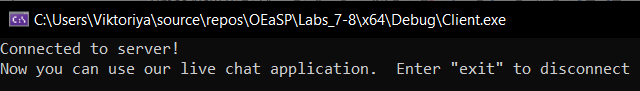 C:\Users\Viktoriya\source\repos\OEaSP\Labs_7-8\x64\Debug\Client.exe
Connected to server!
Now you can use our live chat application.  Enter "exit" to disconnect